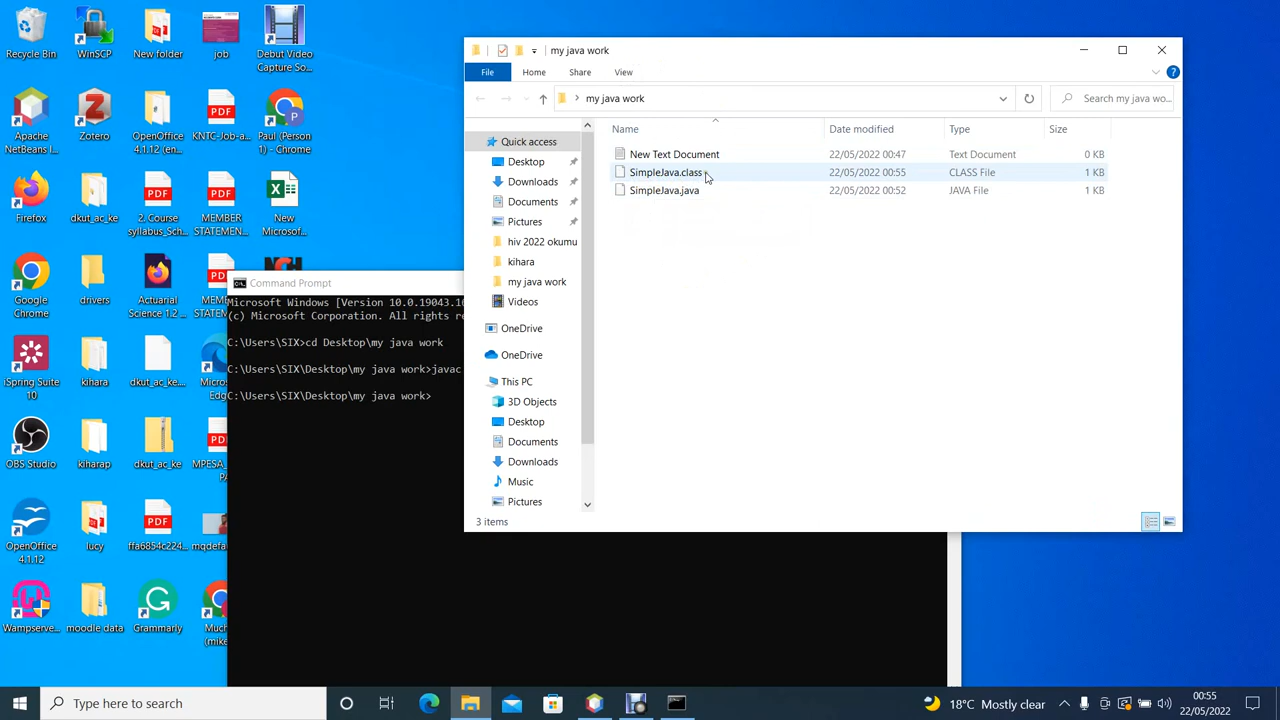 Recycle Bin
WinSCP
New folder
job
Debut Video
Capture So...
Apache
NetBeans I...
Zotero
OpenOffice
4.1.12 (en...
KNTC-Job-a...
Paul (Person
1) - Chrome
Firefox
dkut_ac_ke
2. Course
syllabus_Sch...
MEMBER
STATEMEN...
New
Microsof...
Google
Chrome
drivers
Actuarial
Science 1.2 ...
iSpring Suite
10
kihara
dkut_ac_ke....
Edg
OBS Studio
kiharap
dkut_ac_ke
MPESA_
PA
OpenOffice
4.1.12
lucy
ffa6854c224...
mqdefa
Wampserve...
moodle data
Grammarly
Much
(mike
Command Prompt
Microsoft Windows [Version 10.0.19043.16
(c) Microsoft Corporation. All rights re
C:\Users\SIX>cd Desktop\my java work
C:\Users\SIX\Desktop\my java work>javac
C:\Users\SIX\Desktop\my java work>
my java work
File Home Share View
my java work
Search my java wo...
Name Date modified Type Size
New Text Document 22/05/2022 00:47 Text Document 0 KB
SimpleJava.class 22/05/2022 00:55 CLASS File 1 KB
SimpleJava.java 22/05/2022 00:52 JAVA File 1 KB
Quick access
Desktop
Downloads
Documents
Pictures
hiv 2022 okumu
kihara
my java work
Videos
OneDrive
OneDrive
This PC
3D Objects
Desktop
Documents
Downloads
Music
Pictures
3 items
Type here to search
18°C Mostly clear
00:55
22/05/2022